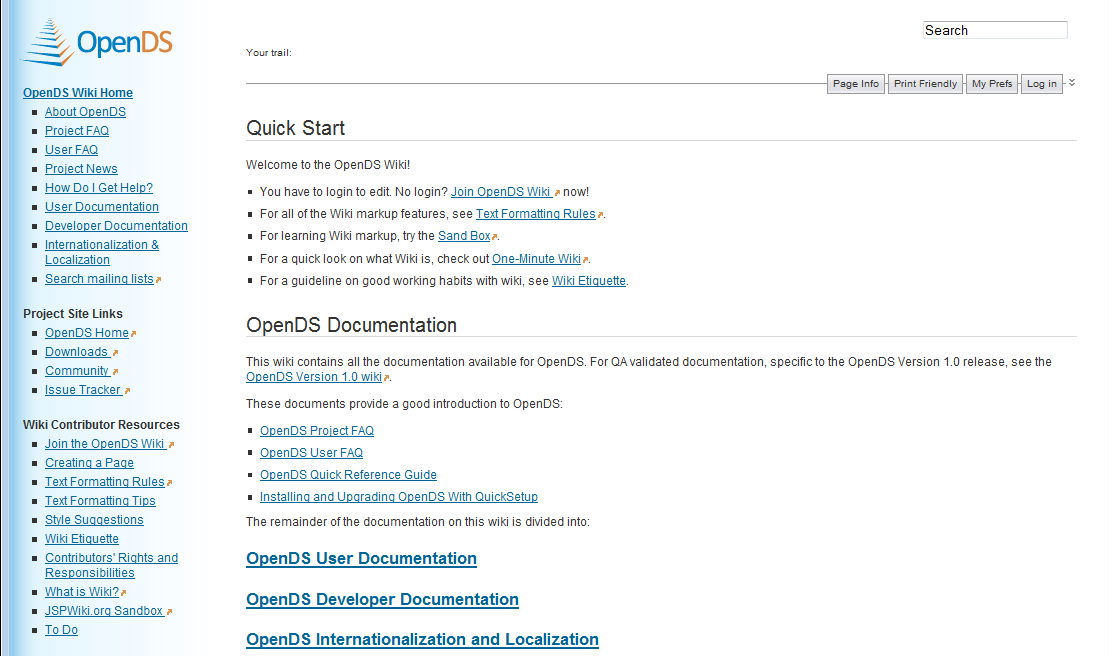 OpenDS
Search
Your trail:
Page Info
Print Friendly
My Prefs
Log in
OpenDS Wiki Home
About OpenDS
Project FAQ
User FAQ
Project News
How Do I Get Help?
User Documentation
Developer Documentation
Internationalization &
Localization
Search mailing lists
Project Site Links
OpenDS Home
Downloads
Community
Issue Tracker
Wiki Contributor Resources
Join the OpenDS Wiki
Creating a Page
Text Formatting Rules
Text Formatting Tips
Style Suggestions
Wiki Etiquette
Contributors' Rights and
Responsibilities
What is Wiki?
JSPWiki.org Sandbox
To Do
Quick Start
Welcome to the OpenDS Wiki!
You have to login to edit. No login? Join OpenDS Wiki now!
For all of the Wiki markup features, see Text Formatting Rules.
For learning Wiki markup, try the Sand Box.
For a quick look on what Wiki is, check out One-Minute Wiki.
For a guideline on good working habits with wiki, see Wiki Etiquette.
OpenDS Documentation
This wiki contains all the documentation available for OpenDS. For QA validated documentation, specific to the OpenDS Version 1.0 release, see the
OpenDS Version 1.0 wiki.
These documents provide a good introduction to OpenDS:
OpenDS Project FAQ
OpenDS User FAQ
OpenDS Quick Reference Guide
Installing and Upgrading OpenDS With QuickSetup
The remainder of the documentation on this wiki is divided into:
OpenDS User Documentation
OpenDS Developer Documentation
OpenDS Internationalization and Localization